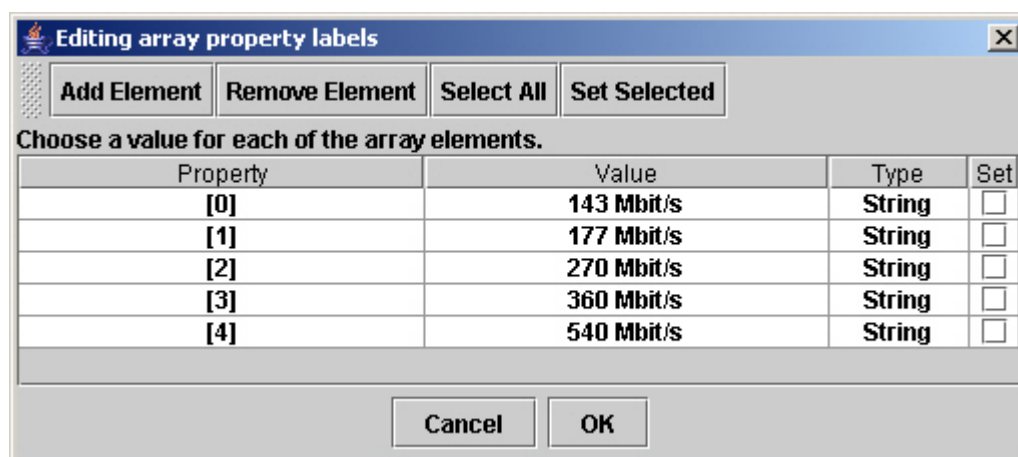 Editing array property labels
Add Element Remove Element Select All Set Selected
Choose a value for each of the array elements.
Property Value Type Set
[0] 143 Mbit/s String
[1] 177 Mbit/s String
[2] 270 Mbit/s String
[3] 360 Mbit/s String
[4] 540 Mbit/s String
Cancel OK